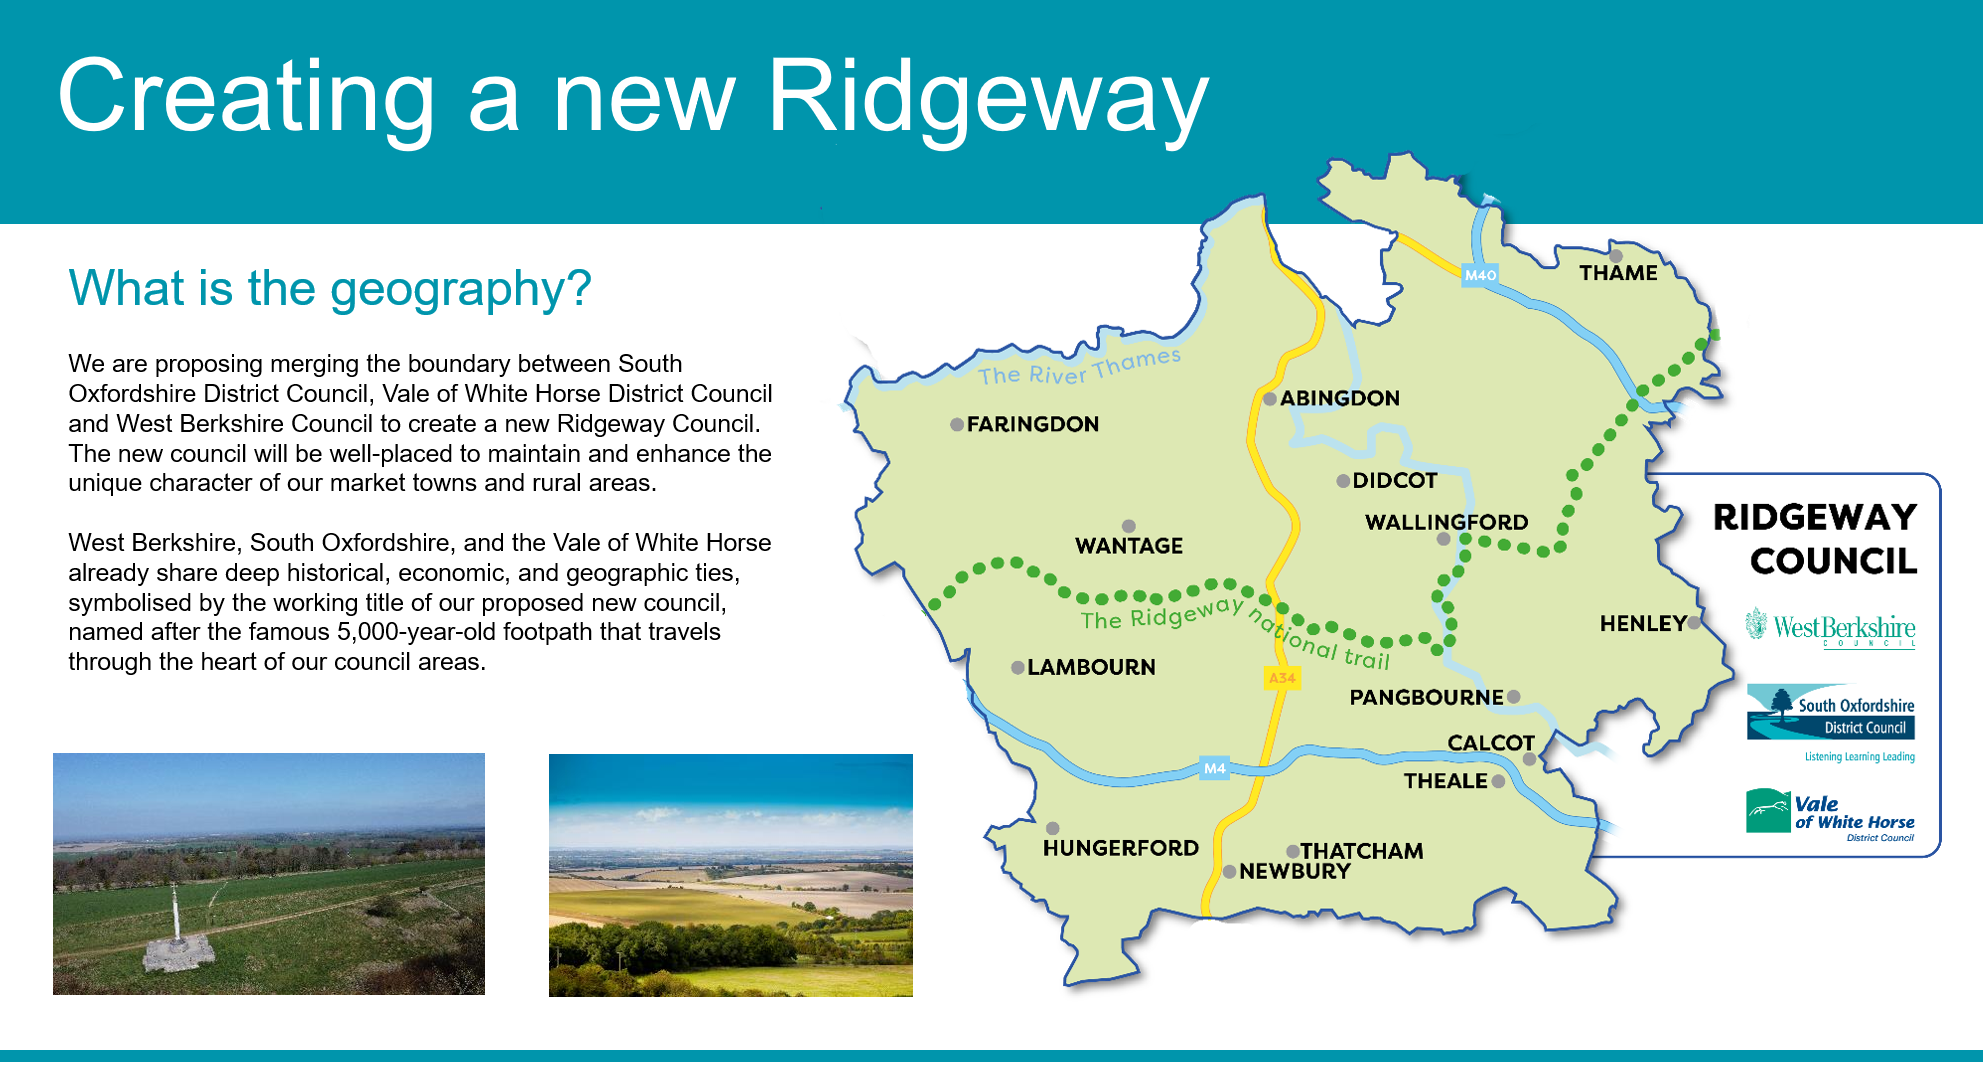 Creating a new Ridgeway
What is the geography?
We are proposing merging the boundary between South
Oxfordshire District Council, Vale of White Horse District Council
and West Berkshire Council to create a new Ridgeway Council.
The new council will be well-placed to maintain and enhance the
unique character of our market towns and rural areas.
West Berkshire, South Oxfordshire, and the Vale of White Horse
already share deep historical, economic, and geographic ties,
symbolised by the working title of our proposed new council,
named after the famous 5,000-year-old footpath that travels
through the heart of our council areas.
M40
THAME
The River Thames
ABINGDON
FARINGDON
DIDCOT
WALLINGFORD
WANTAGE
The Ridgeway national trail
HENLEY
LAMBOURN
A34
PANGBOURNE
CALCOT
M4
THEALE
HUNGERFORD
THATCHAM
NEWBURY
RIDGEWAY
COUNCIL
West Berkshire
COUNCIL
South Oxfordshire
District Council
Listening Learning Leading
Vale
of White Horse
District Council